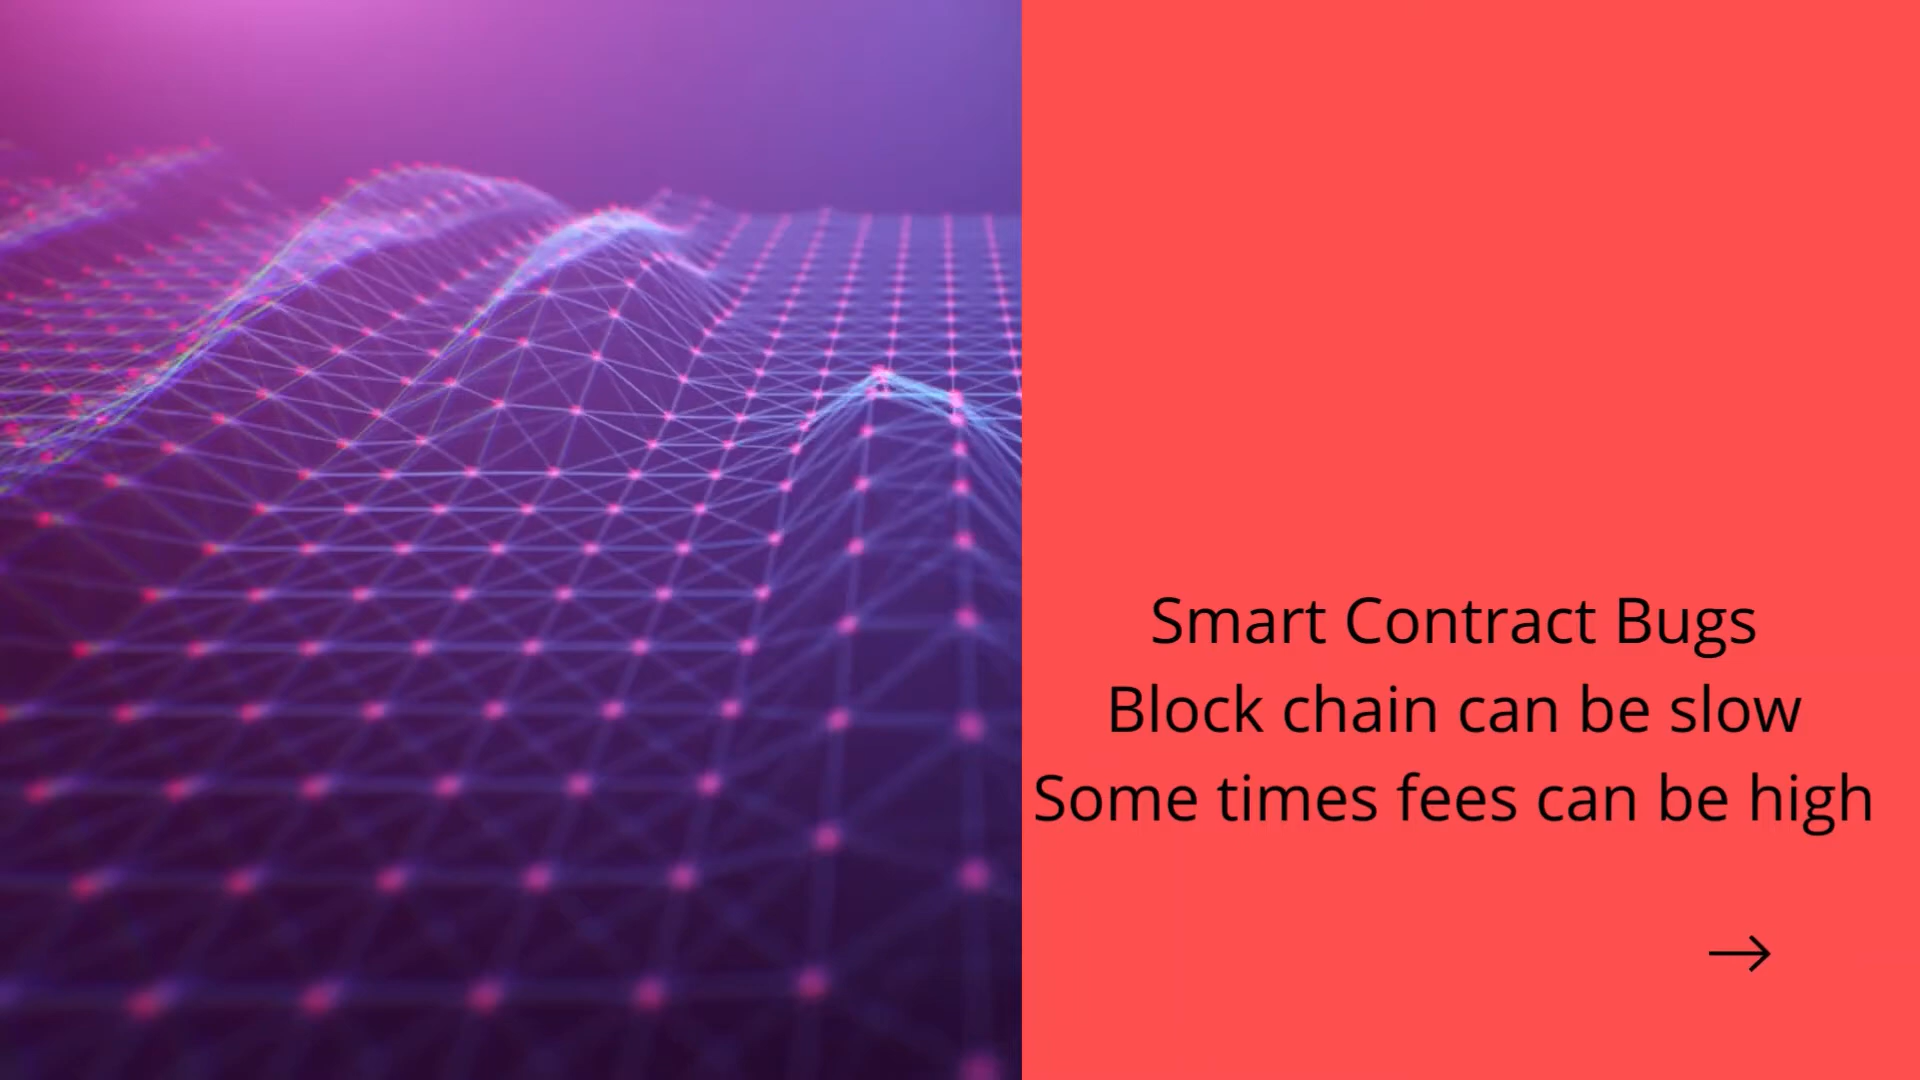 Smart Contract Bugs
Block chain can be slow
Some times fees can be high